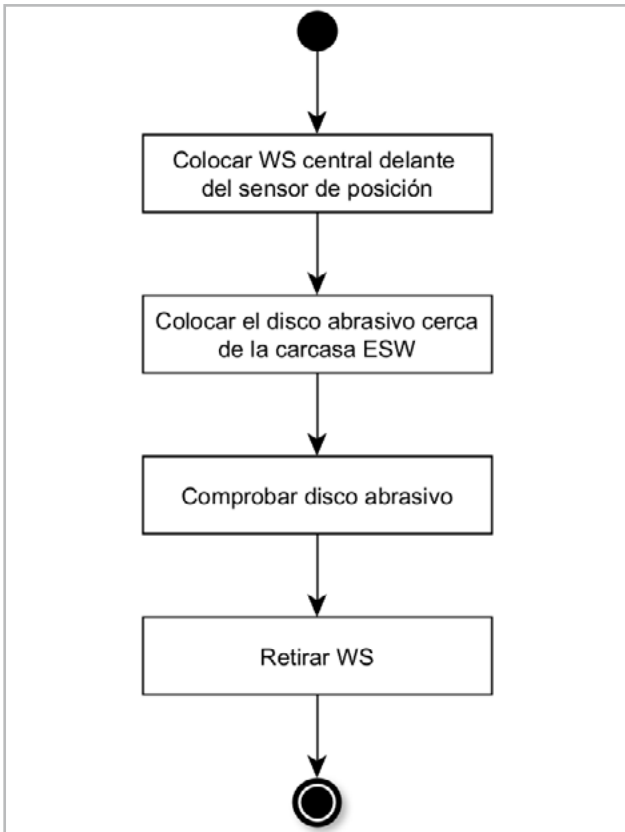 Colocar WS central delante
del sensor de posición
Colocar el disco abrasivo cerca
de la carcasa ESW
Comprobar disco abrasivo
Retirar WS